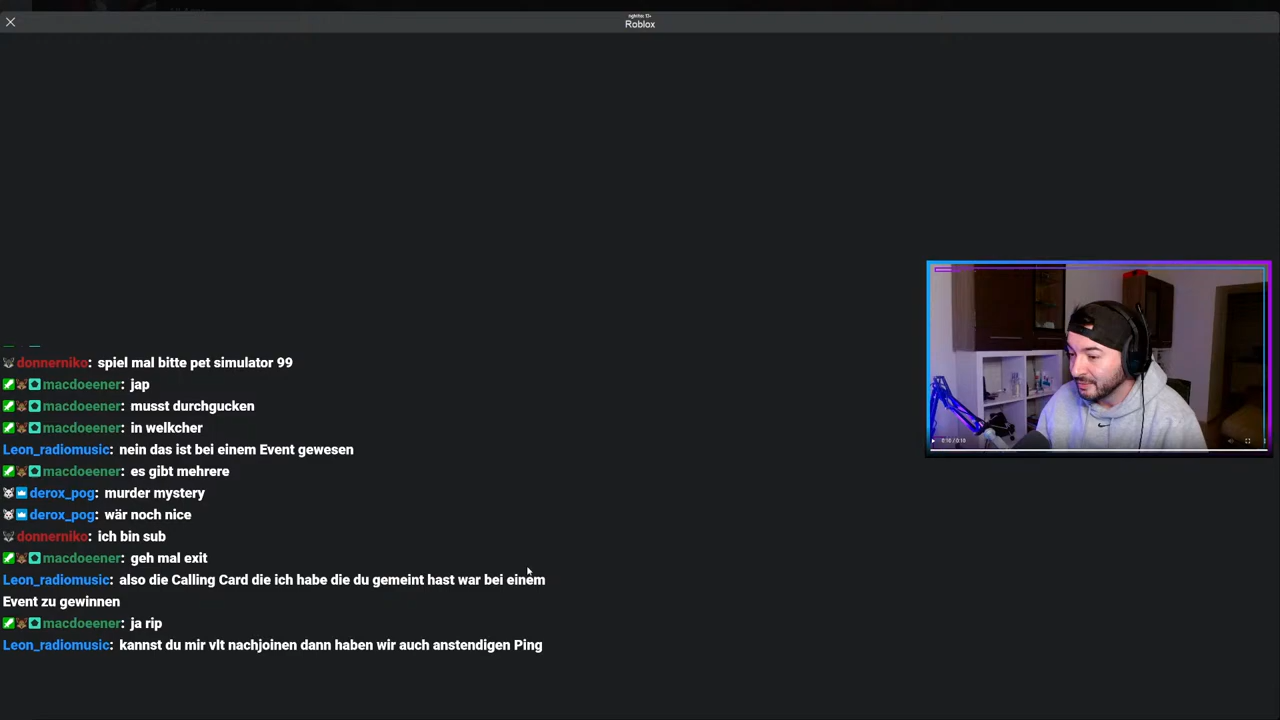 Roblox
donnerniko: spiel mal bitte pet simulator 99
macdoeener: jap
macdoeener: musst durchgucken
macdoeener: in welkcher
Leon_radiomusic: nein das ist bei einem Event gewesen
macdoeener: es gibt mehrere
derox_pog: murder mystery
derox_pog: wär noch nice
donnerniko: ich bin sub
macdoeener: geh mal exit
Leon_radiomusic: also die Calling Card die ich habe die du gemeint hast war bei einem
Event zu gewinnen
macdoeener: ja rip
Leon_radiomusic: kannst du mir vlt nachjoinen dann haben wir auch anstendigen Ping
0:10 / 0:10